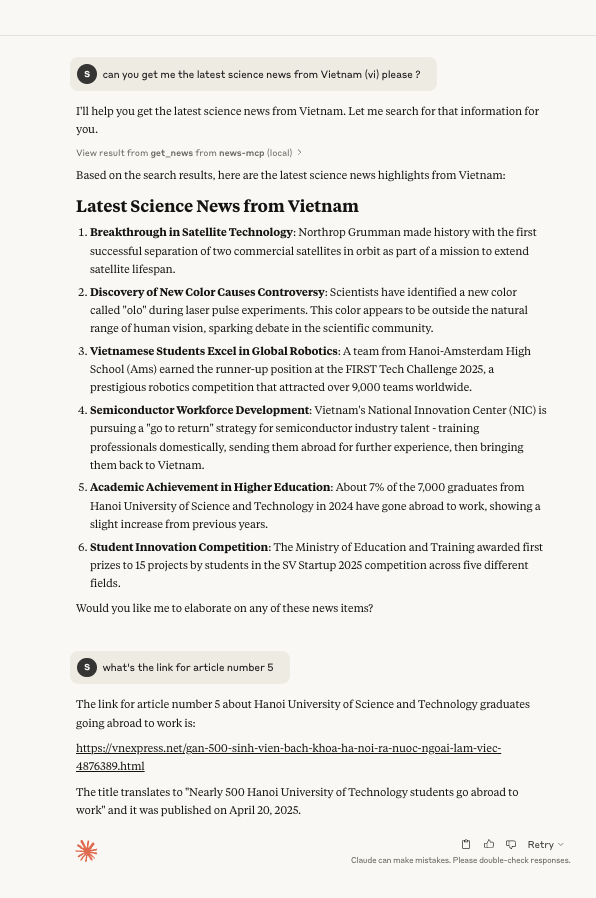 S can you get me the latest science news from Vietnam (vi) please ?
I'll help you get the latest science news from Vietnam. Let me search for that information for
you.
View result from get_news from news-mcp (local)
Based on the search results, here are the latest science news highlights from Vietnam:
Latest Science News from Vietnam
1. Breakthrough in Satellite Technology: Northrop Grumman made history with the first
successful separation of two commercial satellites in orbit as part of a mission to extend
satellite lifespan.
2. Discovery of New Color Causes Controversy: Scientists have identified a new color
called "olo" during laser pulse experiments. This color appears to be outside the natural
range of human vision, sparking debate in the scientific community.
3. Vietnamese Students Excel in Global Robotics: A team from Hanoi-Amsterdam High
School (Ams) earned the runner-up position at the FIRST Tech Challenge 2025, a
prestigious robotics competition that attracted over 9,000 teams worldwide.
4. Semiconductor Workforce Development: Vietnam's National Innovation Center (NIC) is
pursuing a "go to return" strategy for semiconductor industry talent - training
professionals domestically, sending them abroad for further experience, then bringing
them back to Vietnam.
5. Academic Achievement in Higher Education: About 7% of the 7,000 graduates from
Hanoi University of Science and Technology in 2024 have gone abroad to work, showing a
slight increase from previous years.
6. Student Innovation Competition: The Ministry of Education and Training awarded first
prizes to 15 projects by students in the SV Startup 2025 competition across five different
fields.
Would you like me to elaborate on any of these news items?
S what's the link for article number 5
The link for article number 5 about Hanoi University of Science and Technology graduates
going abroad to work is:
https://vnexpress.net/gan-500-sinh-vien-bach-khoa-ha-noi-ra-nuoc-ngoai-lam-viec-
4876389.html
The title translates to "Nearly 500 Hanoi University of Technology students go abroad to
work" and it was published on April 20, 2025.
Retry
Claude can make mistakes. Please double-check responses.